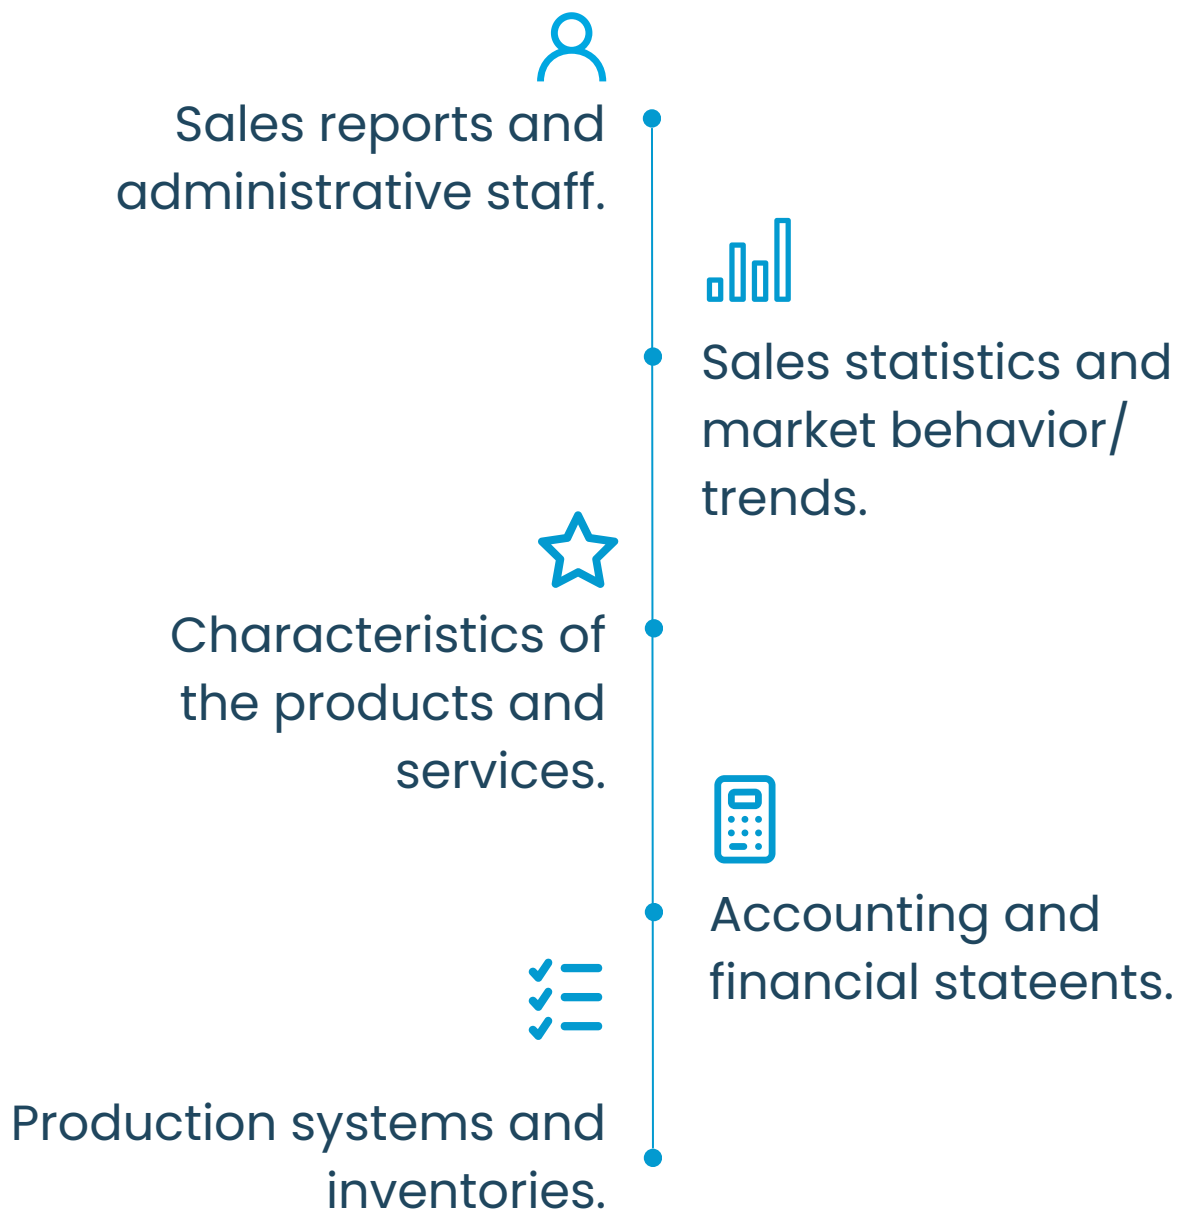 Sales reports and
administrative staff.
Sales statistics and
market behavior/
trends.
Characteristics of
the products and
services.
Accounting and
financial stateents.
Production systems and
inventories.